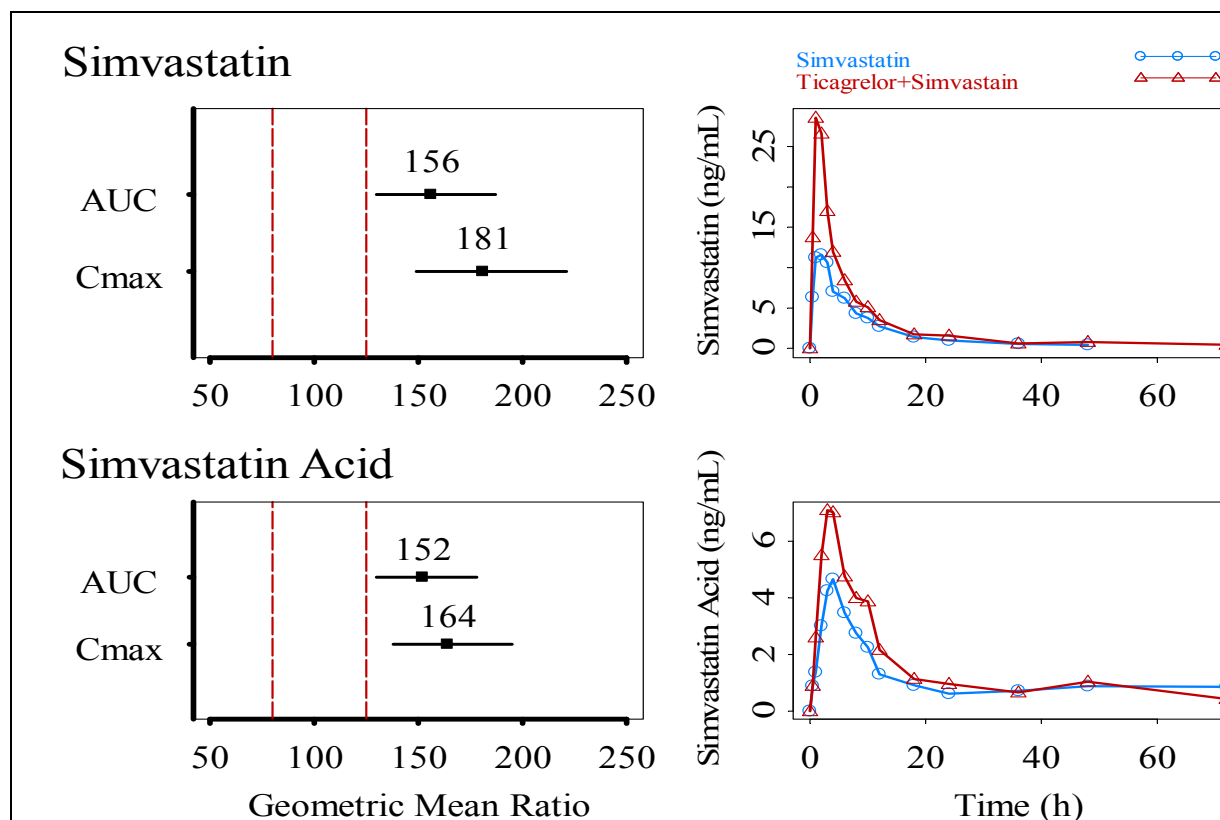 Simvastatin
AUC
156
Cmax
181
50 100 150 200 250
Simvastatin
Ticagrelor+Simvastain
Simvastatin (ng/mL)
0 5 15 25
0 20 40 60
Simvastatin Acid
AUC
152
Cmax
164
50 100 150 200 250
Geometric Mean Ratio
Simvastatin Acid (ng/mL)
0 2 4 6
0 20 40 60
Time (h)